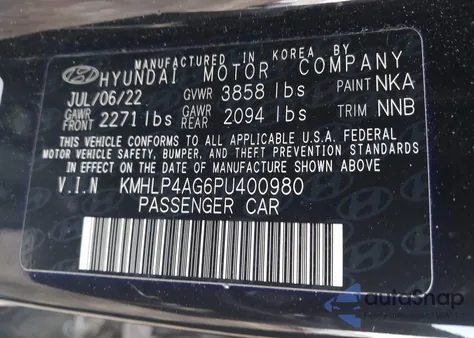 MANUFACTURED IN KOREA BY
HYUNDAI MOTOR COMPANY
JUL/06/22 GVWR 3858 lbs PAINT NKA
GAWR FRONT 2271 lbs GAWR REAR 2094 lbs TRIM NNB
THIS VEHICLE CONFORMS TO ALL APPLICABLE U.S.A. FEDERAL
MOTOR VEHICLE SAFETY, BUMPER, AND THEFT PREVENTION STANDARDS
IN EFFECT ON THE DATE OF MANUFACTURE SHOWN ABOVE.
V.I.N KMHLP4AG6PU400980
PASSENGER CAR
autoSnap